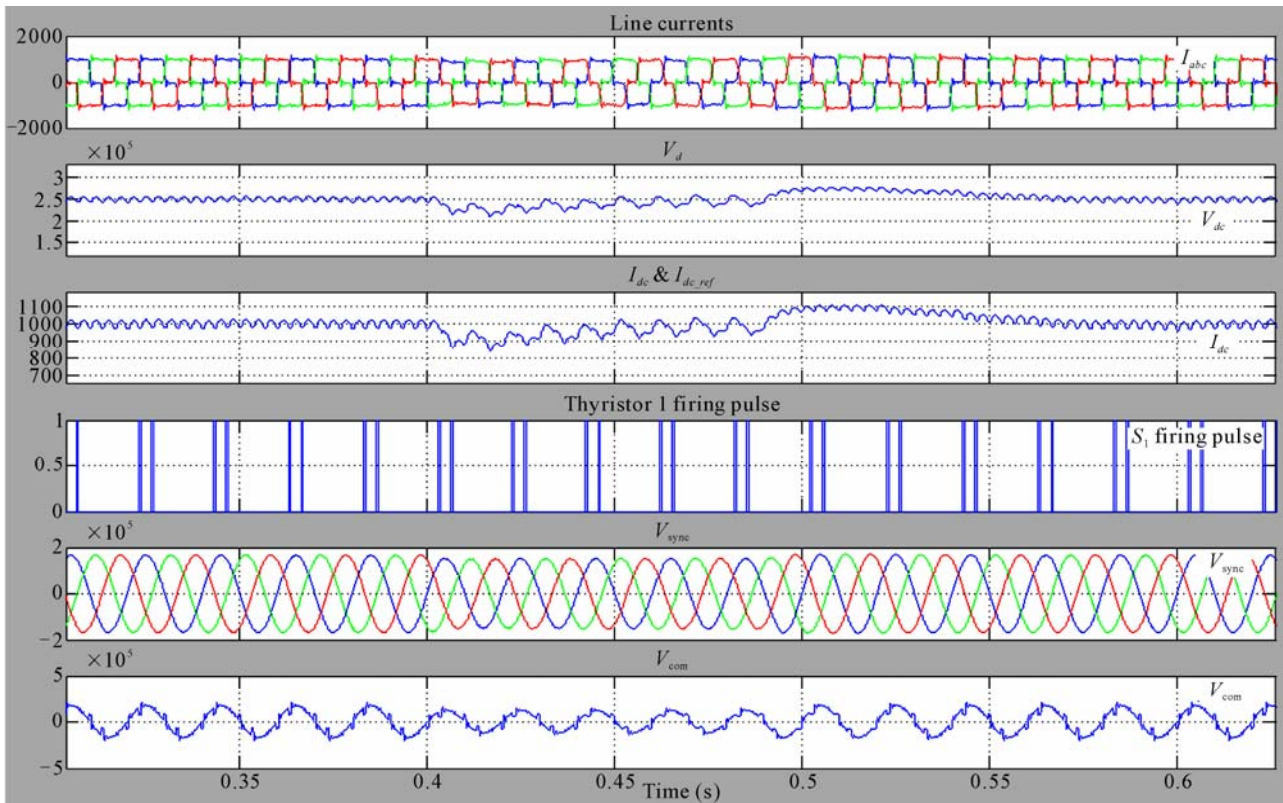 Line currents
2000
0
−2000
I_abc
×10^5
V_d
3
2.5
2
1.5
V_dc
I_dc & I_dc_ref
1100
1000
900
800
700
I_dc
Thyristor 1 firing pulse
1
0.5
0
S_1 firing pulse
×10^5
V_sync
2
0
−2
V_sync
×10^5
V_com
5
0
−5
V_com
0.35 0.4 0.45 0.5 0.55 0.6
Time (s)